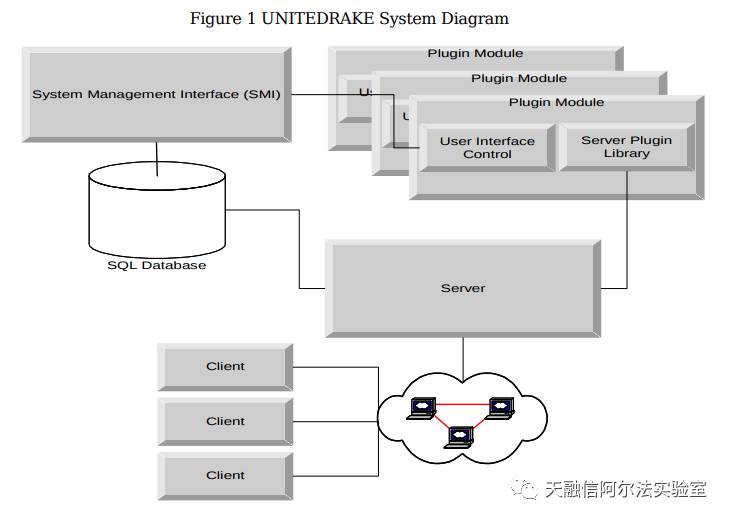 Figure 1 UNITEDRAKE System Diagram
System Management Interface (SMI)
Plugin Module
Plugin Module
Plugin Module
User Interface
Control
Server Plugin
Library
SQL Database
Server
Client
Client
Client
天融信阿尔法实验室